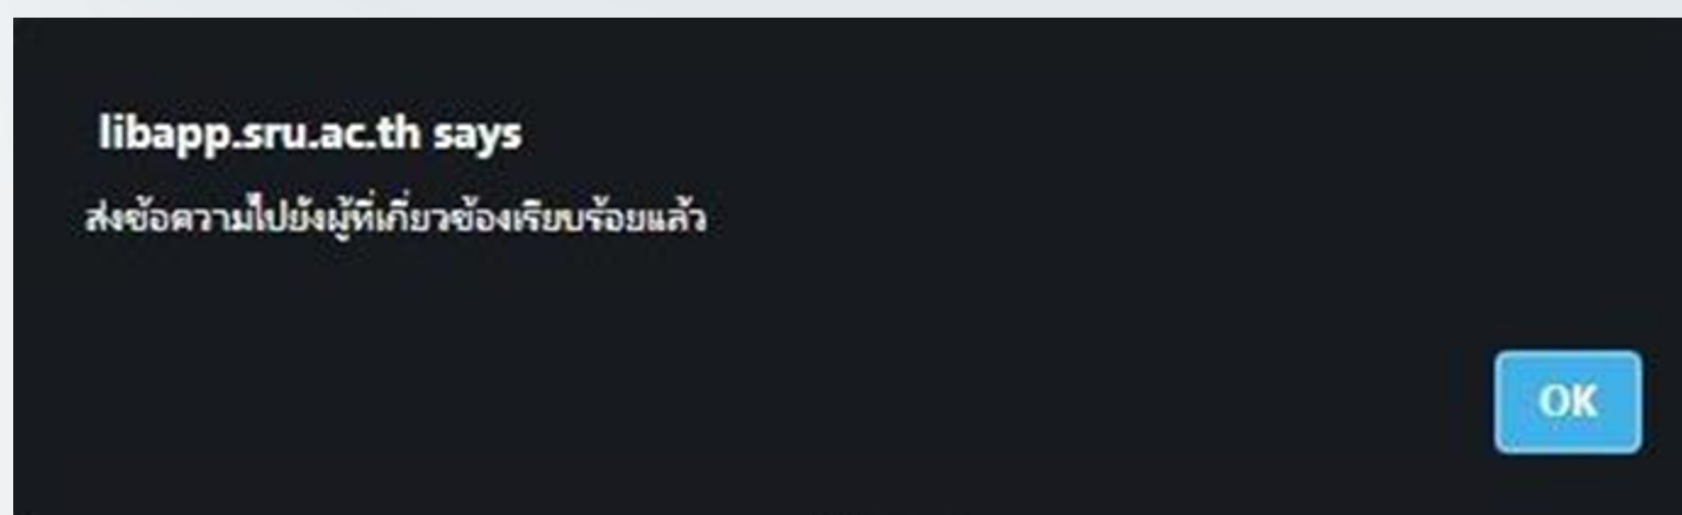 libapp.sru.ac.th says
ส่งข้อความไปยังผู้ที่เกี่ยวข้องเรียบร้อยแล้ว
OK